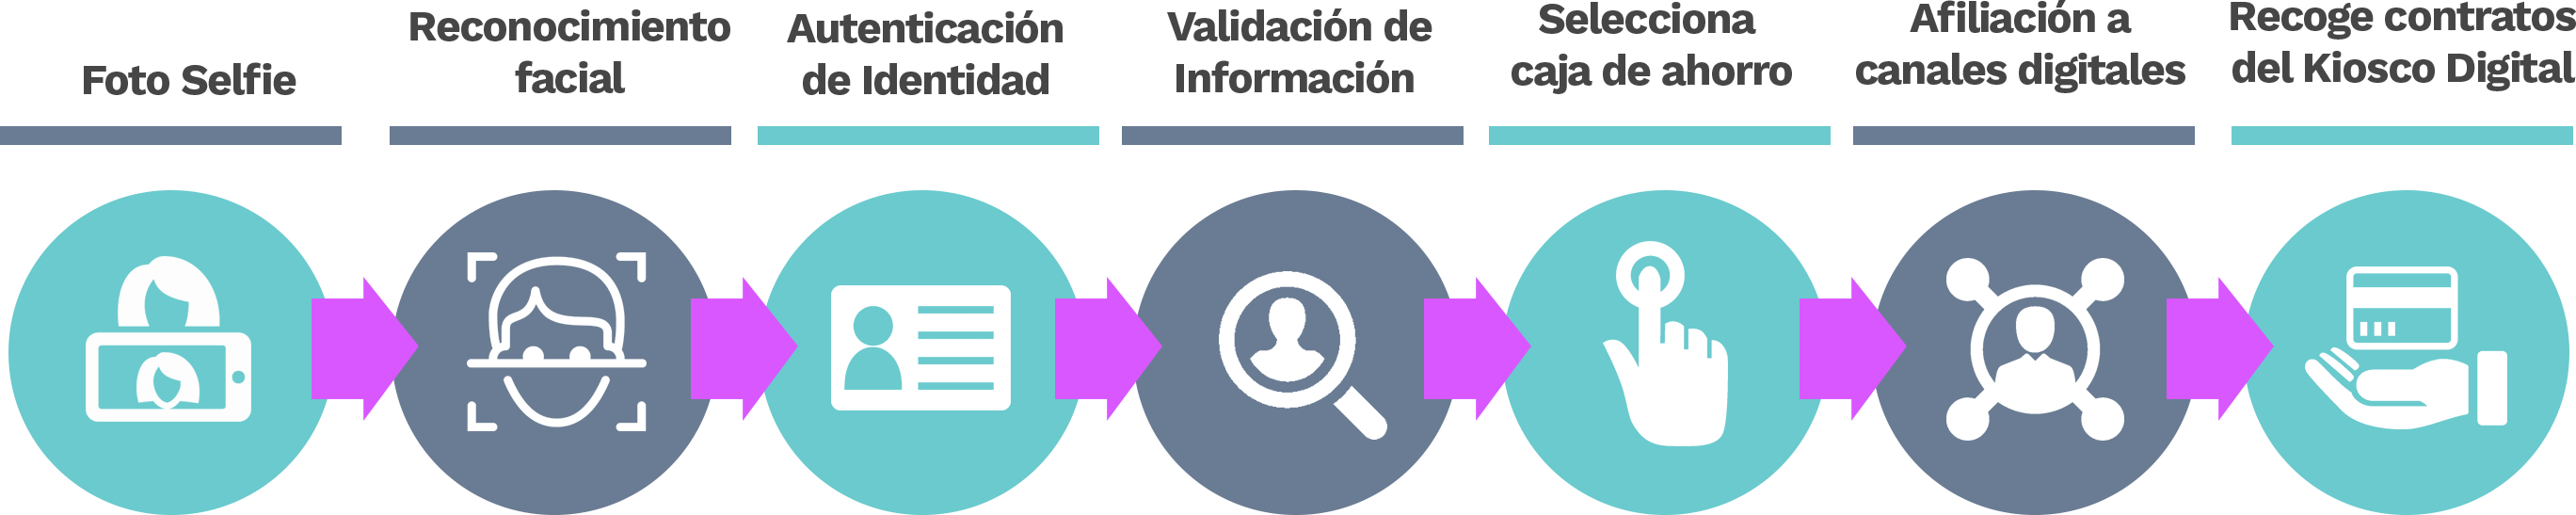 Foto Selfie
Reconocimiento
facial
Autenticación
de Identidad
Validación de
Información
Selecciona
caja de ahorro
Afiliación a
canales digitales
Recoge contratos
del Kiosco Digital